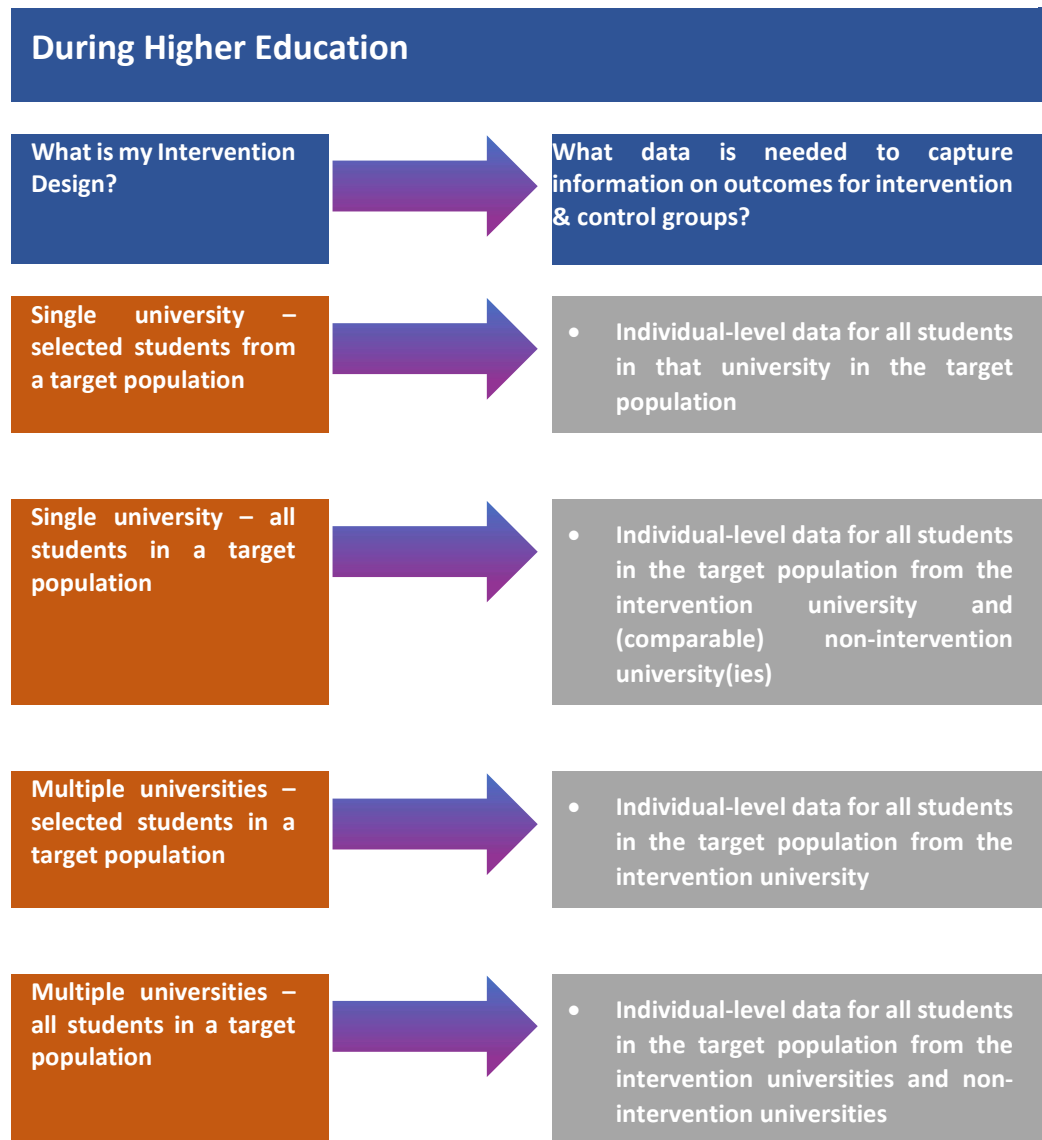 During Higher Education
What is my Intervention
Design?
What data is needed to capture
information on outcomes for intervention
& control groups?
Single university –
selected students from
a target population
• Individual-level data for all students
in that university in the target
population
Single university – all
students in a target
population
• Individual-level data for all students
in the target population from the
intervention university and
(comparable) non-intervention
university(ies)
Multiple universities –
selected students in a
target population
• Individual-level data for all students
in the target population from the
intervention university
Multiple universities –
all students in a target
population
• Individual-level data for all students
in the target population from the
intervention universities and non-
intervention universities